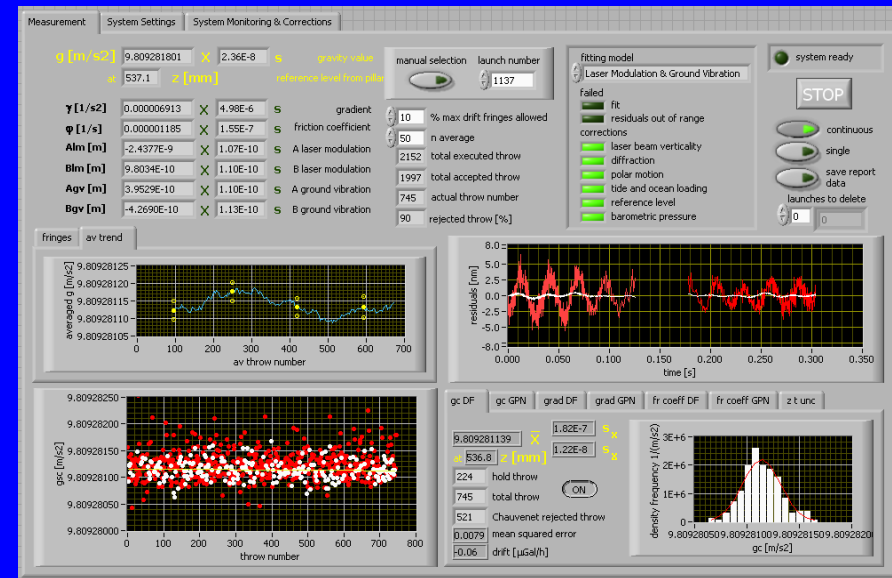 Measurement System Settings System Monitoring & Corrections
g [m/s2] 9.809281801 X 2.36E-8 s gravity value
at 537.1 z [mm] reference level from pillar
γ [1/s2] 0.000006913 X 4.98E-6 s gradient
φ [1/s] 0.000001185 X 1.55E-7 s friction coefficient
Alm [m] -2.4377E-9 X 1.07E-10 s A laser modulation
Blm [m] 9.8034E-10 X 1.10E-10 s B laser modulation
Agv [m] 3.9529E-10 X 1.10E-10 s A ground vibration
Bgv [m] -4.2690E-10 X 1.13E-10 s B ground vibration
manual selection launch number
1137
10 % max drift fringes allowed
50 n average
2152 total executed throw
1997 total accepted throw
745 actual throw number
90 rejected throw [%]
fitting model
Laser Modulation & Ground Vibration
failed
fit
residuals out of range
corrections
laser beam verticality
diffraction
polar motion
tide and ocean loading
reference level
barometric pressure
system ready
STOP
continuous
single
save report
data
launches to delete
0 0
fringes av trend
averaged g [m/s2]
9.80928125
9.80928120
9.80928115
9.80928110
9.80928105
0 100 200 300 400 500 600 700
av throw number
residuals [nm]
8.0
5.0
2.5
0.0
-2.5
-5.0
-8.0
0.000 0.050 0.100 0.150 0.200 0.250 0.300 0.350
time [s]
gsc [m/s2]
9.80928250
9.80928200
9.80928150
9.80928100
9.80928050
9.80928000
0 100 200 300 400 500 600 700 800
throw number
gc DF gc GPN grad DF grad GPN fr coeff DF fr coeff GPN z t unc
9.809281139 X 1.82E-7 s x
at 536.8 z [mm] 1.22E-8 s x
224 hold throw
745 total throw ON
521 Chauvenet rejected throw
0.0079 mean squared error
-0.06 drift [µGal/h]
density frequency 1/(m/s2)
3E+6
2E+6
1E+6
0
9.80928050 9.80928100 9.80928150 9.80928200
gc [m/s2]